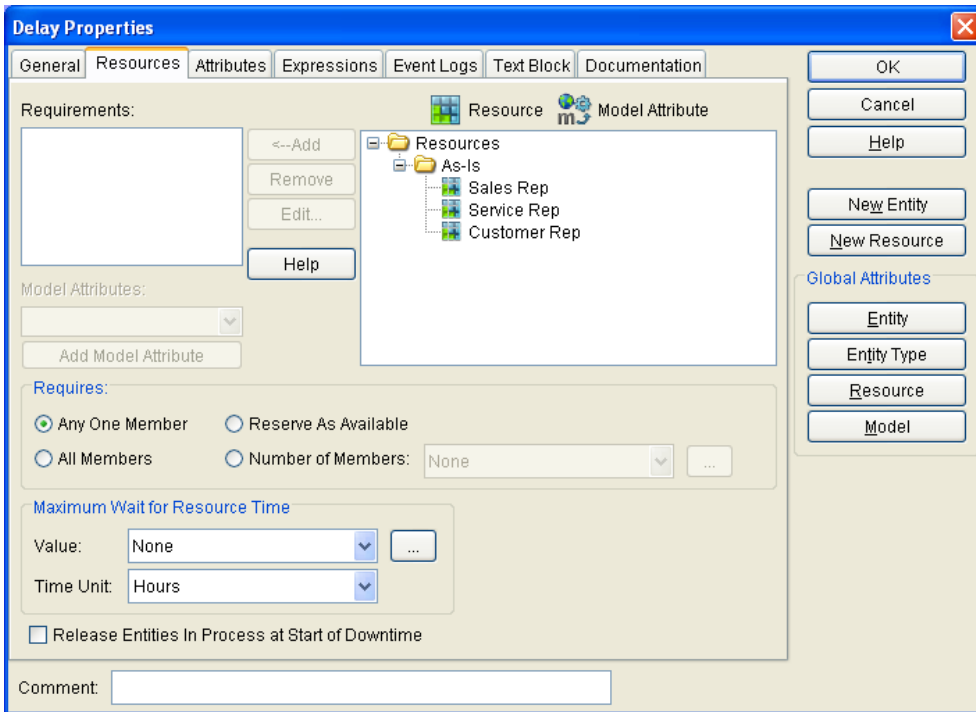 Delay Properties
General Resources Attributes Expressions Event Logs Text Block Documentation
Requirements:
Resource Model Attribute
<--Add
Remove
Edit...
Help
Resources
As-Is
Sales Rep
Service Rep
Customer Rep
Model Attributes:
Add Model Attribute
Requires:
Any One Member Reserve As Available
All Members Number of Members: None ...
Maximum Wait for Resource Time
Value: None ...
Time Unit: Hours
Release Entities In Process at Start of Downtime
Comment:
OK
Cancel
Help
New Entity
New Resource
Global Attributes
Entity
Entity Type
Resource
Model